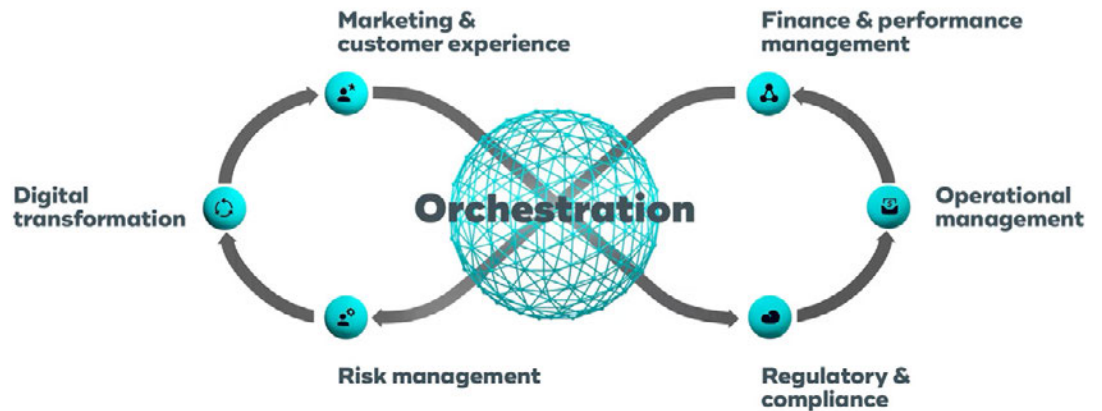 Marketing &
customer experience
Finance & performance
management
Digital
transformation
Orchestration
Operational
management
Risk management
Regulatory &
compliance